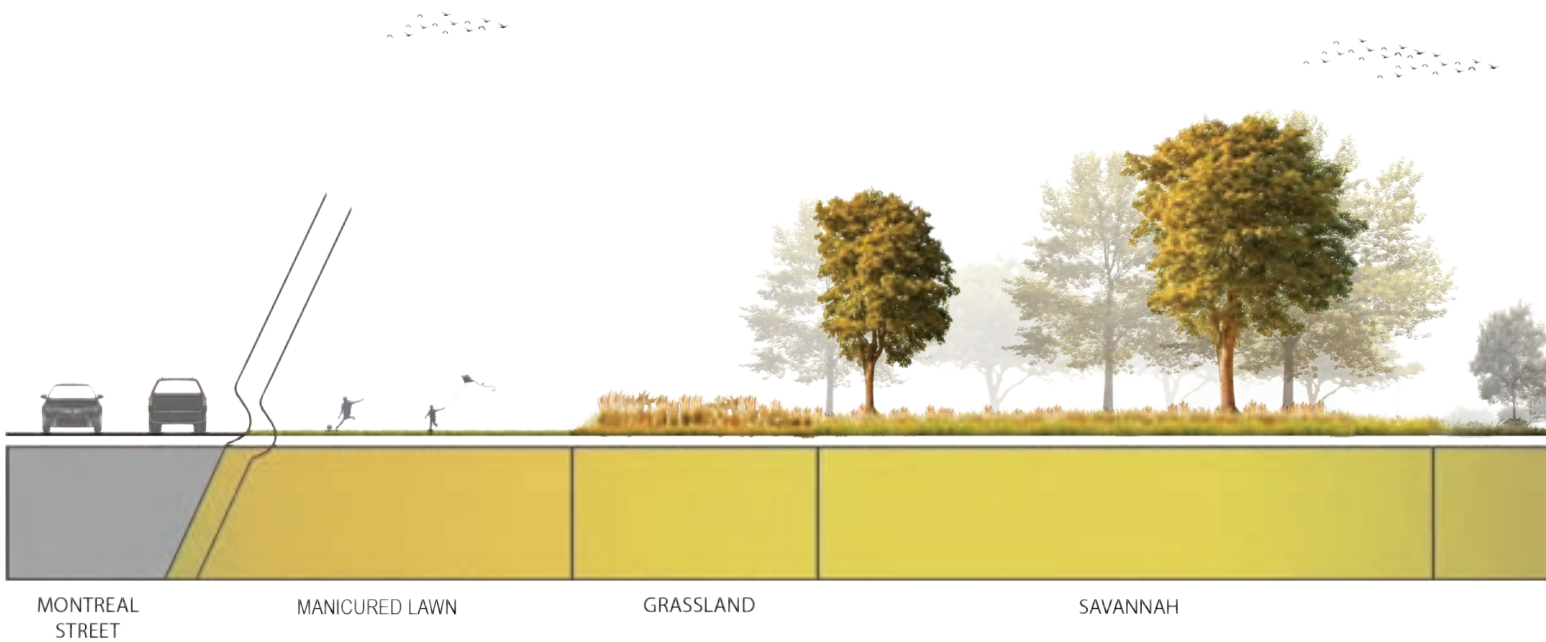 MONTREAL
STREET
MANICURED LAWN
GRASSLAND
SAVANNAH